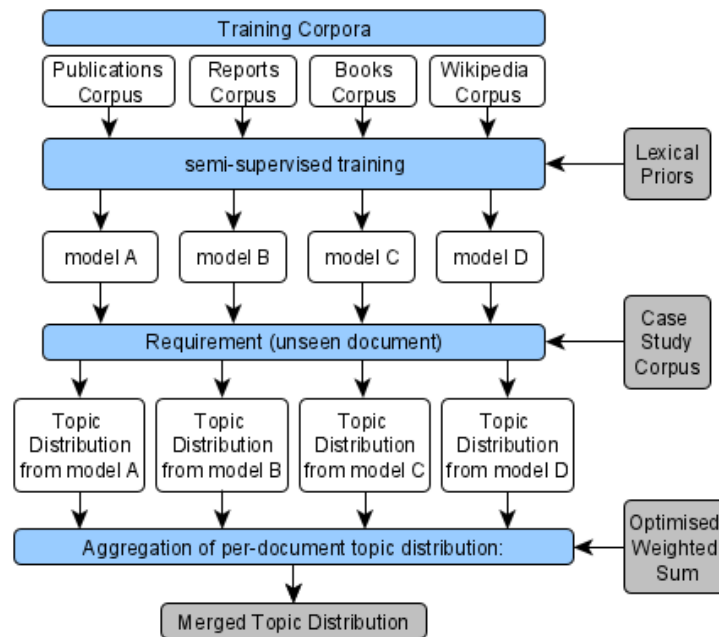 Training Corpora
Publications
Corpus
Reports
Corpus
Books
Corpus
Wikipedia
Corpus
semi-supervised training
Lexical
Priors
model A
model B
model C
model D
Requirement (unseen document)
Case
Study
Corpus
Topic
Distribution
from model A
Topic
Distribution
from model B
Topic
Distribution
from model C
Topic
Distribution
from model D
Aggregation of per-document topic distribution:
Optimised
Weighted
Sum
Merged Topic Distribution